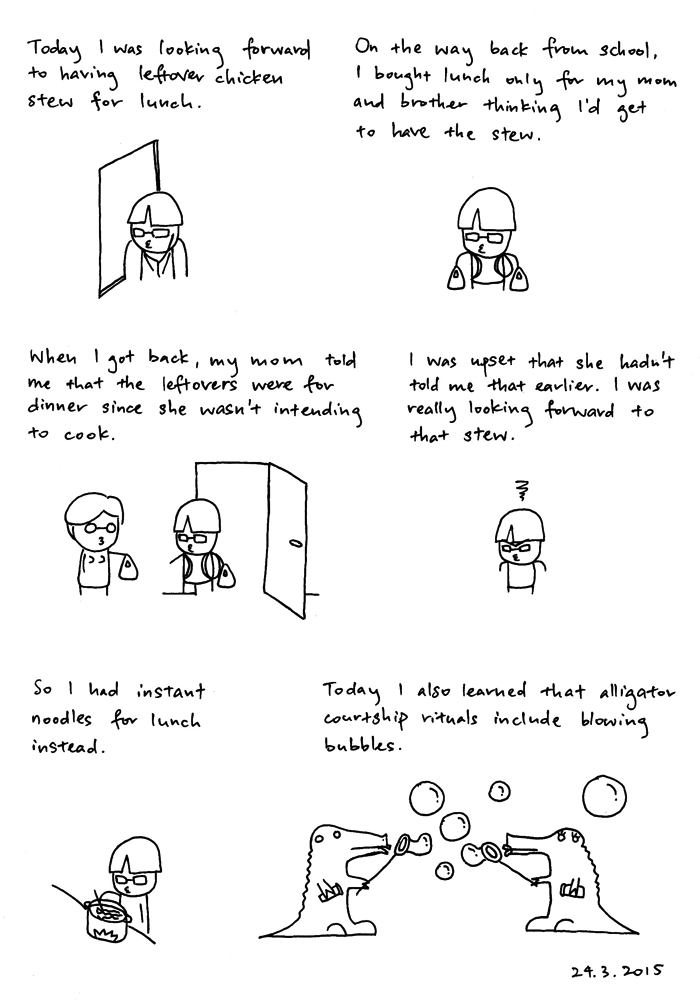 Today I was looking forward
to having leftover chicken
stew for lunch.
On the way back from school,
I bought lunch only for my mom
and brother thinking I'd get
to have the stew.
When I got back, my mom told
me that the leftovers were for
dinner since she wasn't intending
to cook.
I was upset that she hadn't
told me that earlier. I was
really looking forward to
that stew.
So I had instant
noodles for lunch
instead.
Today I also learned that alligator
courtship rituals include blowing
bubbles.
24.3.2015